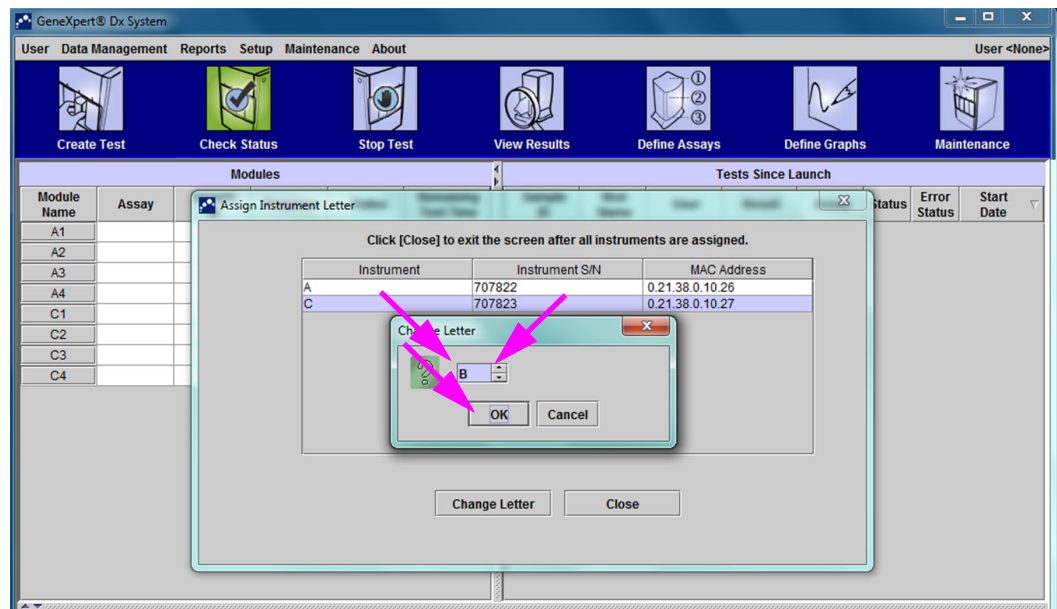 GeneXpert® Dx System
User Data Management Reports Setup Maintenance About User <None>
Create Test Check Status Stop Test View Results Define Assays Define Graphs Maintenance
Modules Tests Since Launch
Module Name Assay Status Error Status Start Date
Assign Instrument Letter
Click [Close] to exit the screen after all instruments are assigned.
Instrument Instrument S/N MAC Address
A 707822 0.21.38.0.10.26
C 707823 0.21.38.0.10.27
A1
A2
A3
A4
C1
C2
C3
C4
Letter
B
OK Cancel
Change Letter Close
1
2
3